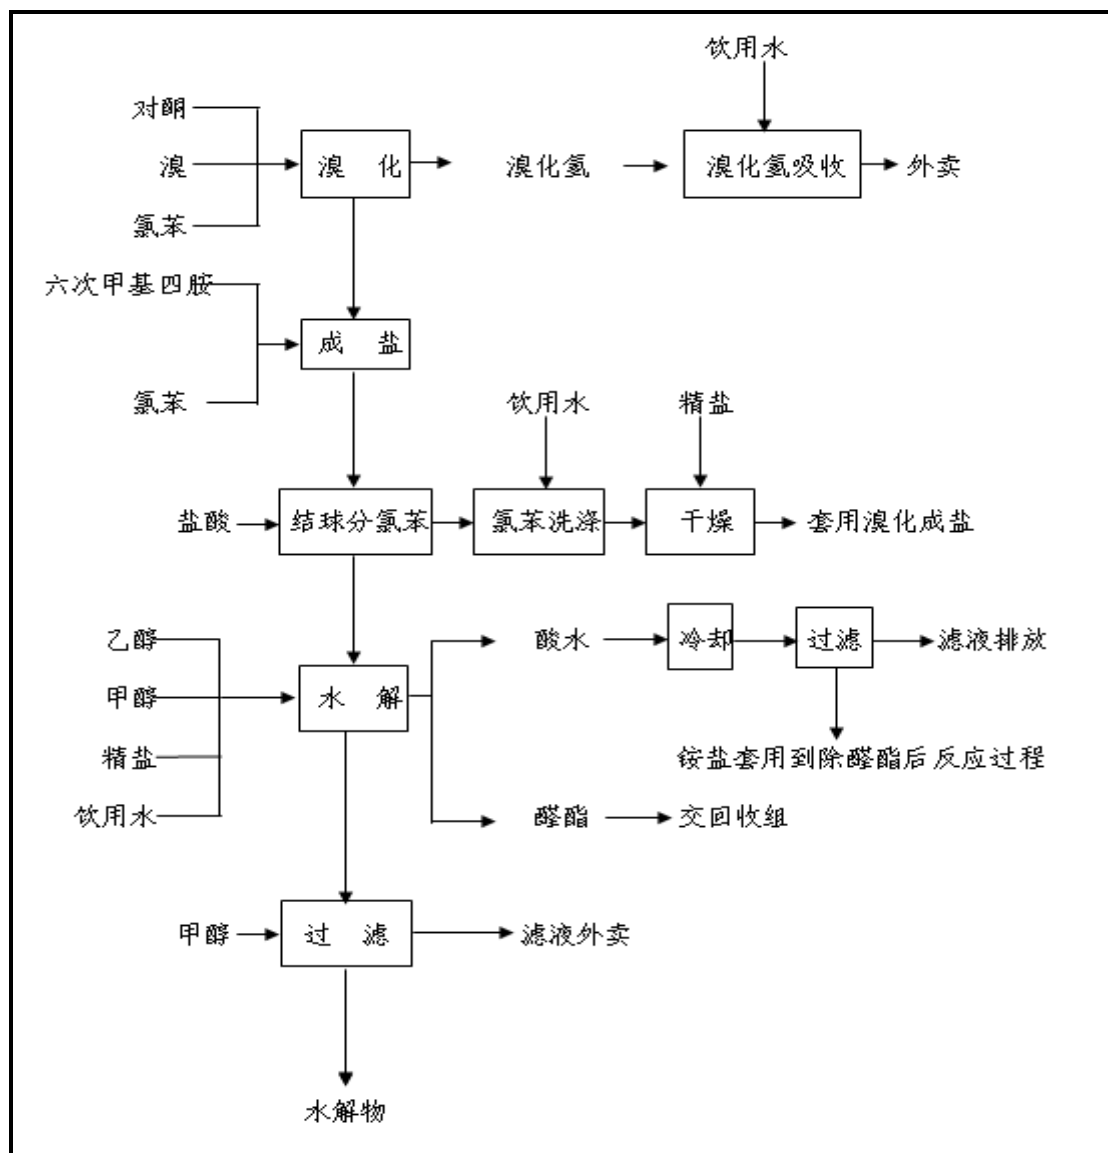 饮用水
对酮
溴
溴 化
溴化氢
溴化氢吸收
外卖
氯苯
六次甲基四胺
成 盐
氯苯
饮用水
精盐
盐酸
结球分氯苯
氯苯洗涤
干燥
套用溴化成盐
乙醇
酸水
冷却
过滤
滤液排放
甲醇
水 解
精盐
铵盐套用到除醛酯后反应过程
饮用水
醛酯
交回收组
甲醇
过 滤
滤液外卖
水解物